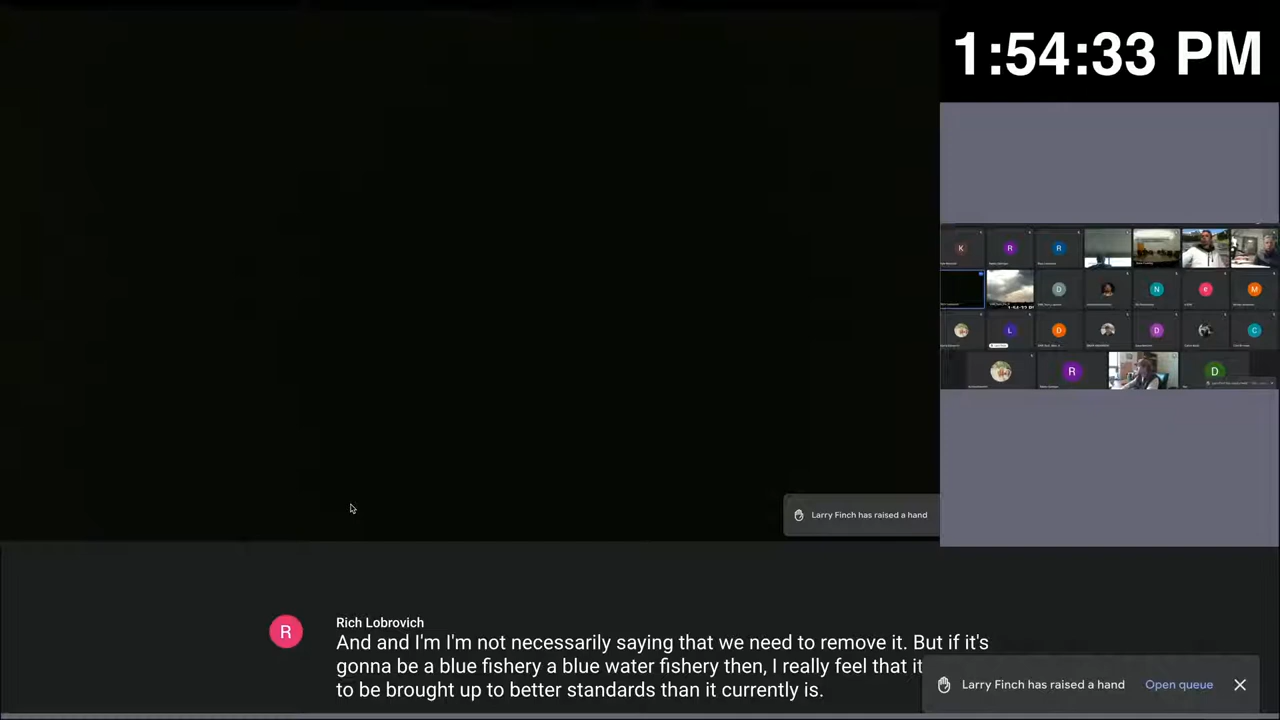 1:54:33 PM
K
R
R
D
N
e
M
L
D
D
C
R
D
Larry Finch has raised a hand
Rich Lobrovich
R
And and I'm I'm not necessarily saying that we need to remove it. But if it's
gonna be a blue fishery a blue water fishery then, I really feel that it
to be brought up to better standards than it currently is.
Larry Finch has raised a hand Open queue